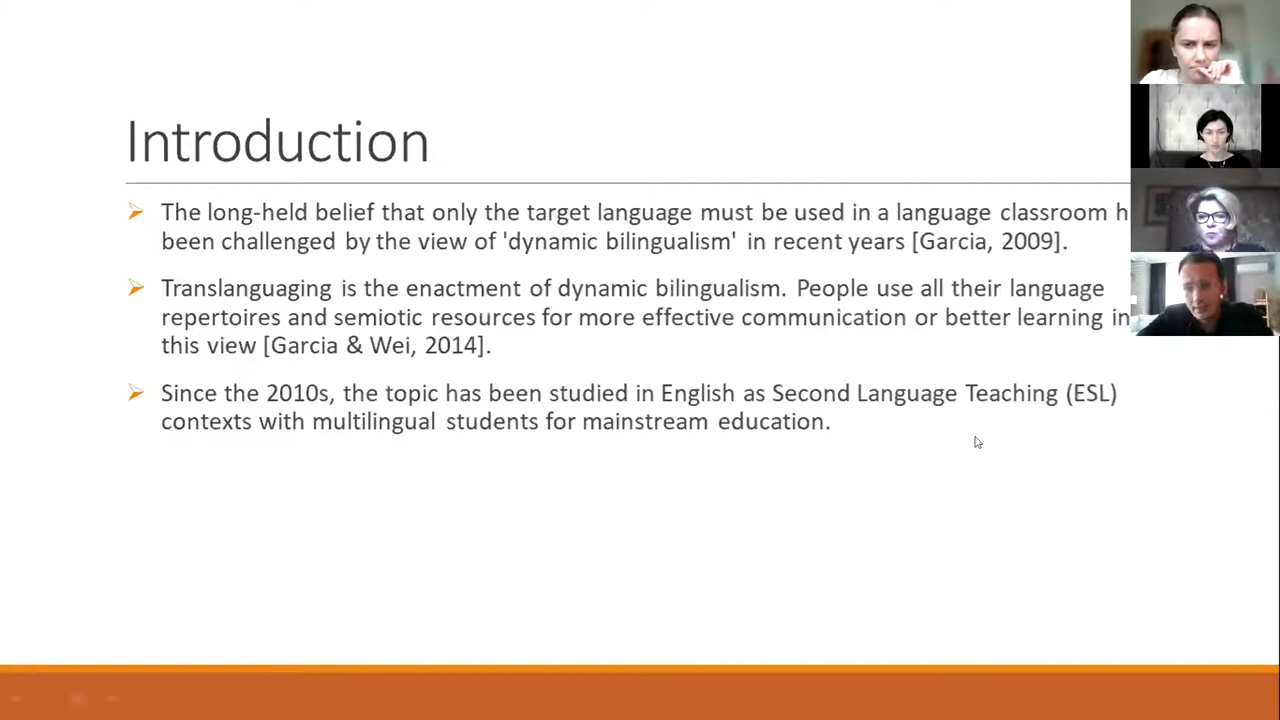 Introduction
The long-held belief that only the target language must be used in a language classroom h
been challenged by the view of 'dynamic bilingualism' in recent years [Garcia, 2009].
Translanguaging is the enactment of dynamic bilingualism. People use all their language
repertoires and semiotic resources for more effective communication or better learning in
this view [Garcia & Wei, 2014].
Since the 2010s, the topic has been studied in English as Second Language Teaching (ESL)
contexts with multilingual students for mainstream education.